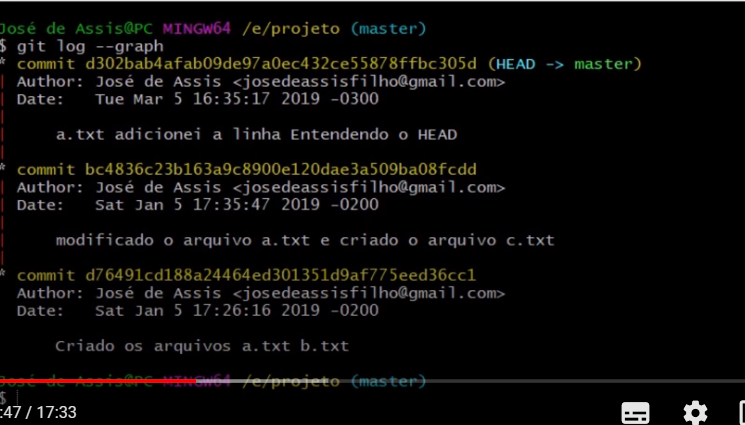 José de Assis@PC MINGW64 /e/projeto (master)
$ git log --graph
* commit d302bab4afab09de97a0ec432ce55878ffbc305d (HEAD -> master)
| Author: José de Assis <josedeassisfilho@gmail.com>
| Date:   Tue Mar 5 16:35:17 2019 -0300
|
|     a.txt adicionei a linha Entendendo o HEAD
|
* commit bc4836c23b163a9c8900e120dae3a509ba08fcdd
| Author: José de Assis <josedeassisfilho@gmail.com>
| Date:   Sat Jan 5 17:35:47 2019 -0200
|
|     modificado o arquivo a.txt e criado o arquivo c.txt
|
* commit d76491cd188a24464ed301351d9af775eed36cc1
  Author: José de Assis <josedeassisfilho@gmail.com>
  Date:   Sat Jan 5 17:26:16 2019 -0200

      Criado os arquivos a.txt b.txt

José de Assis@PC MINGW64 /e/projeto (master)
$
:47 / 17:33